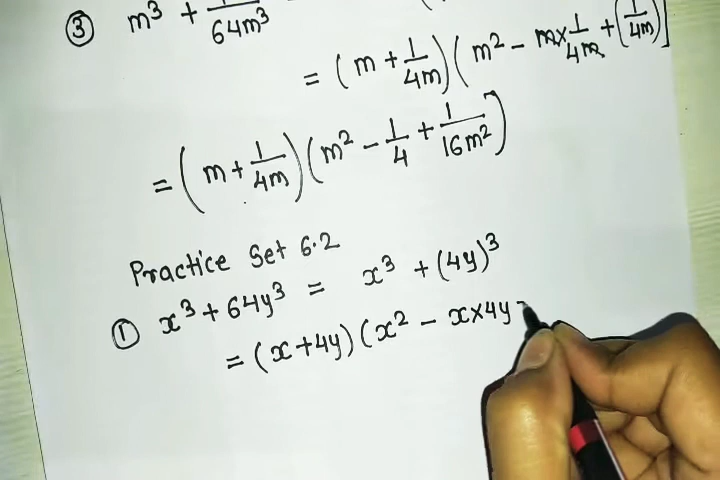 ③ m³ + 1/64m³
= (m + 1/4m) (m² - m×1/4m + (1/4m)
= (m + 1/4m) (m² - 1/4 + 1/16m²)
Practice Set 6.2
① x³ + 64y³ = x³ + (4y)³
= (x+4y) (x² - x×4y